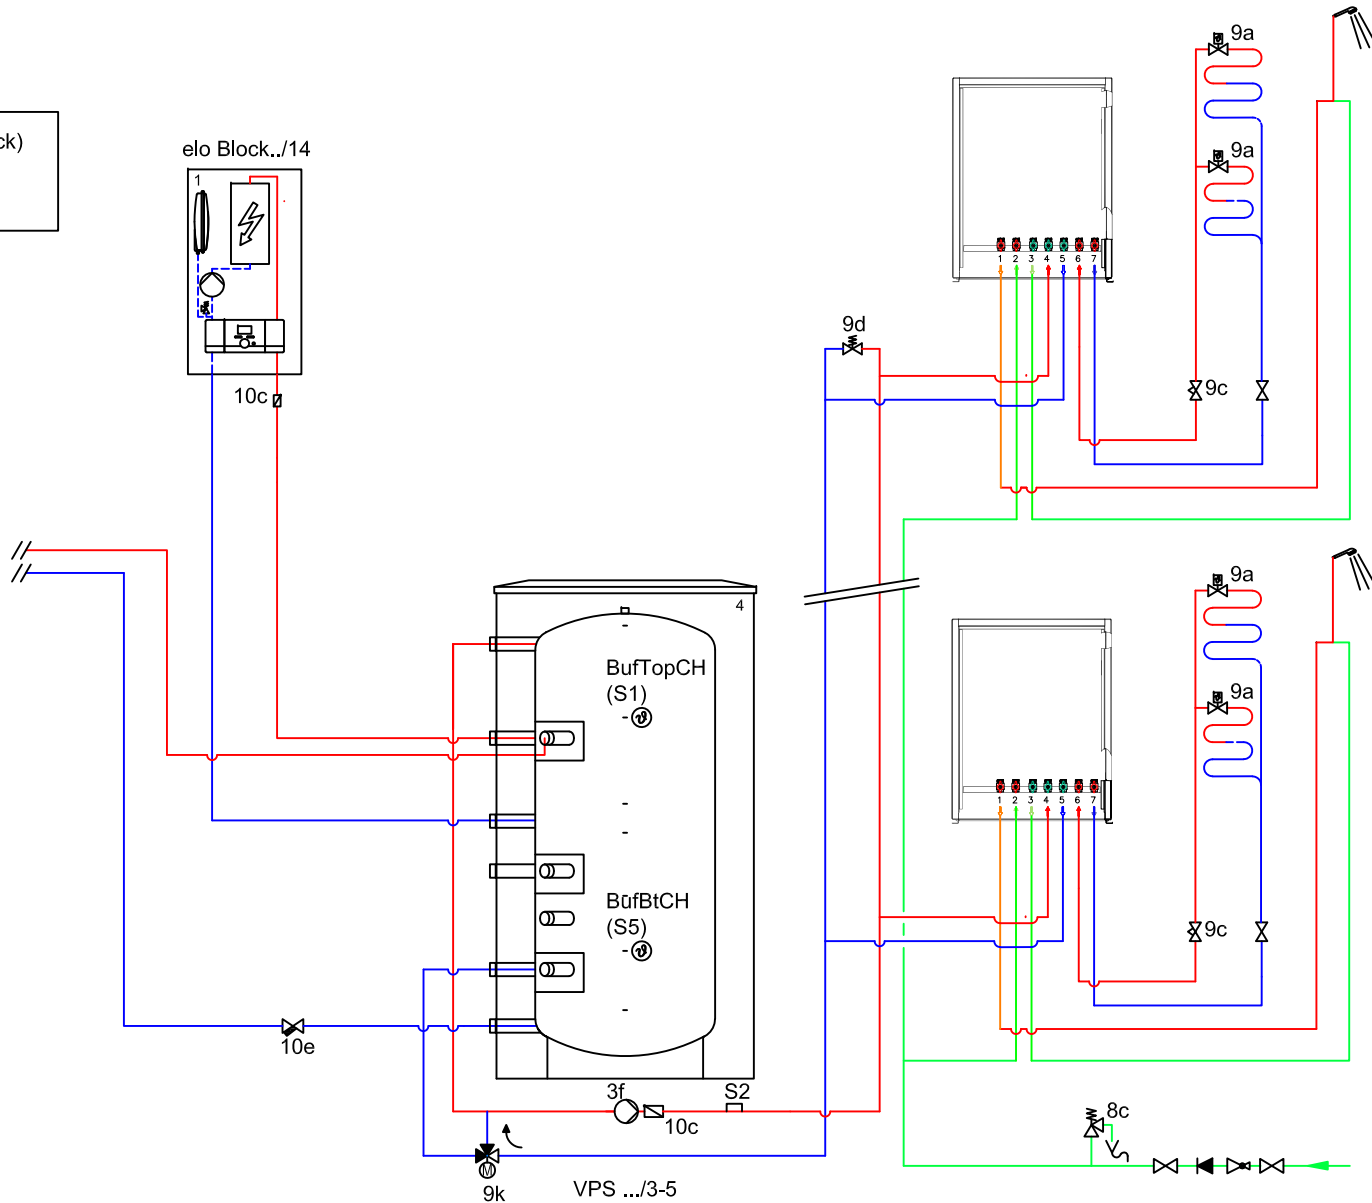 ck)
elo Block../14
1
10c
9a
9a
1 2 3 4 5 6 7
9d
9c
4
BufTopCH
(S1)
9a
9a
1 2 3 4 5 6 7
BufBtCH
(S5)
9c
10e
3f
S2
10c
8c
M
9k
VPS .../3-5